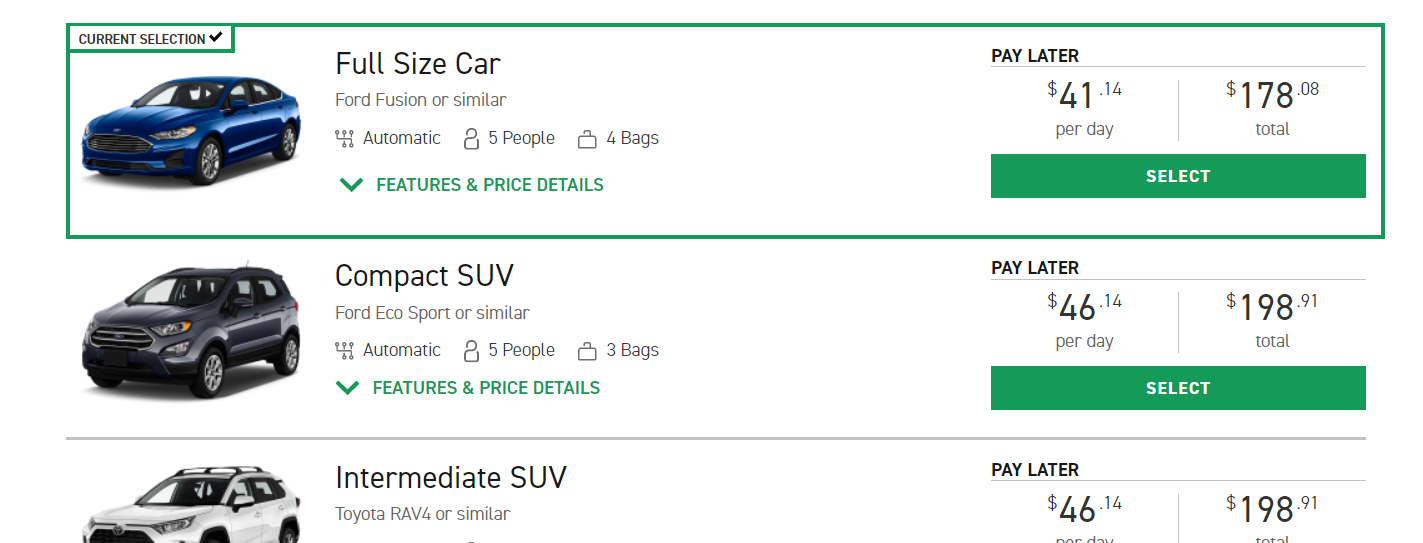 CURRENT SELECTION
Full Size Car
Ford Fusion or similar
Automatic 5 People 4 Bags
FEATURES & PRICE DETAILS
PAY LATER
$41.14 $178.08
per day total
SELECT
Compact SUV
Ford Eco Sport or similar
Automatic 5 People 3 Bags
FEATURES & PRICE DETAILS
PAY LATER
$46.14 $198.91
per day total
SELECT
Intermediate SUV
Toyota RAV4 or similar
PAY LATER
$46.14 $198.91
per day total